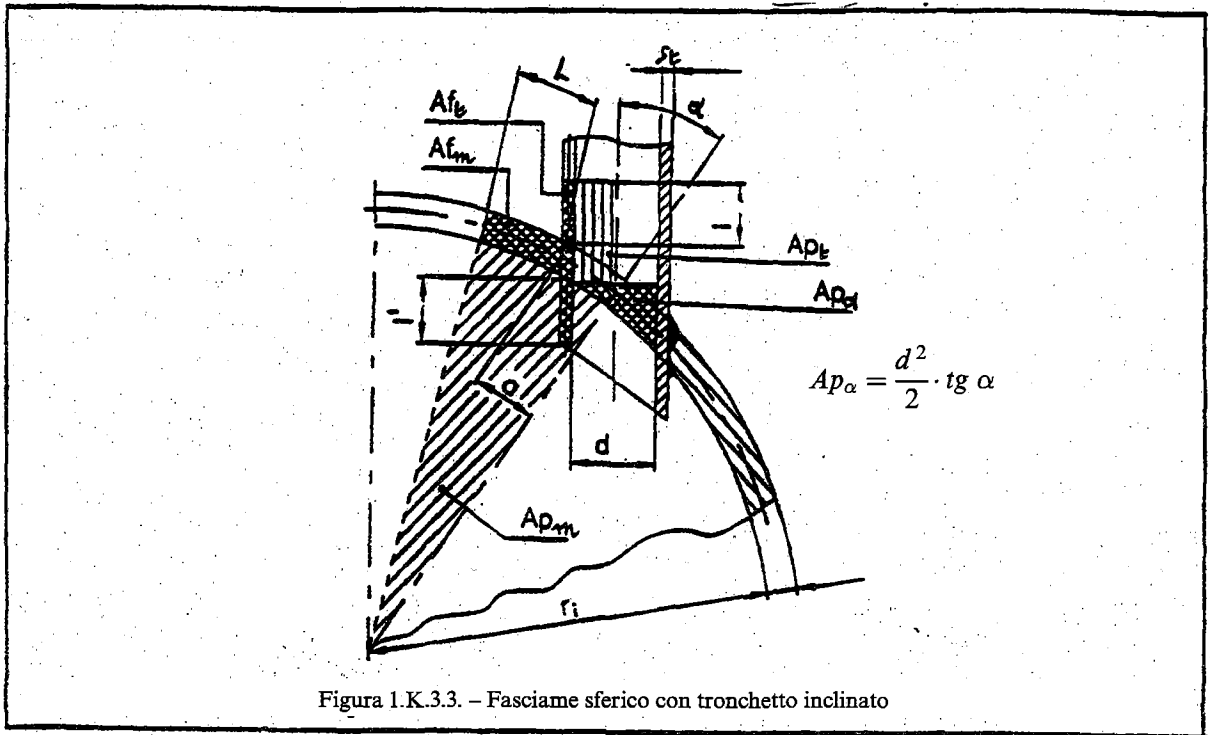 st
L
α
Af_t
Af_m
l
Ap_t
Ap_α
l'
a
Ap_α = d²/2 · tg α
d
Ap_m
r_i
Figura 1.K.3.3. – Fasciame sferico con tronchetto inclinato